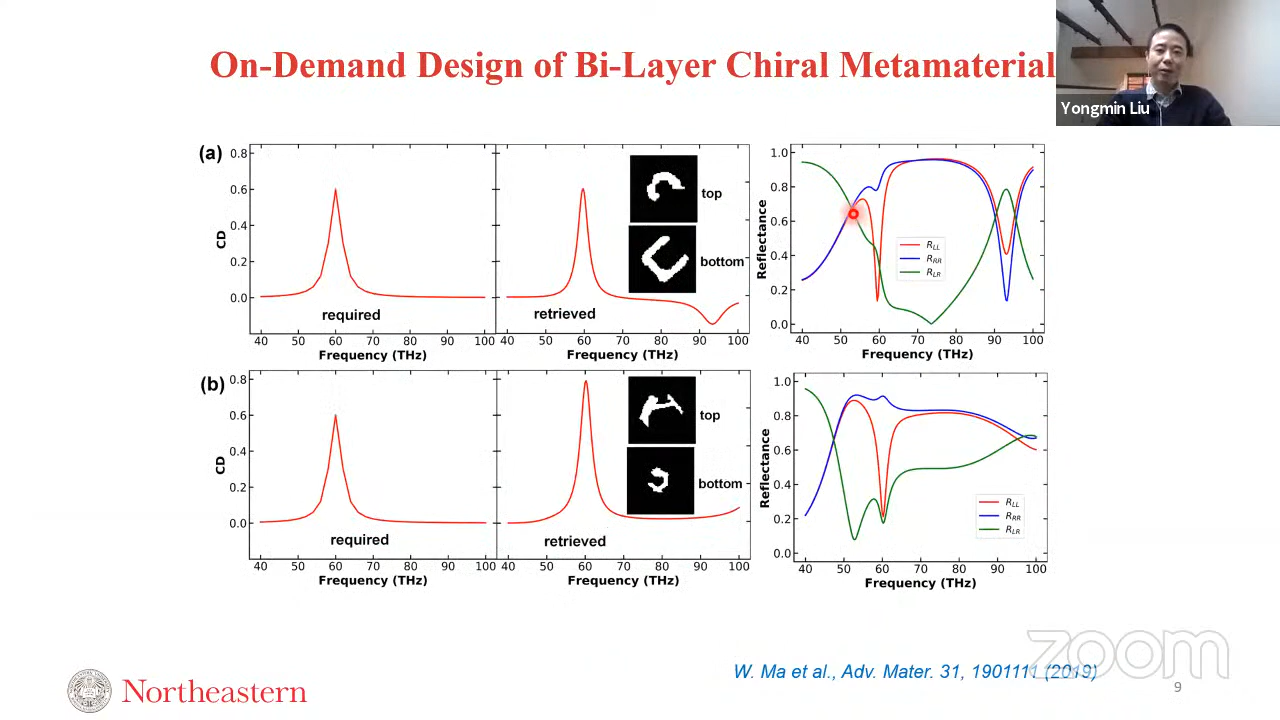 On-Demand Design of Bi-Layer Chiral Metamaterial
Yongmin Liu
(a)
0.8
0.6
0.4
0.2
0.0
CD
required
40 50 60 70 80 90 100
Frequency (THz)
top
bottom
retrieved
40 50 60 70 80 90 100
Frequency (THz)
1.0
0.8
0.6
0.4
0.2
0.0
Reflectance
R_LL
R_RR
R_LR
40 50 60 70 80 90 100
Frequency (THz)
(b)
0.8
0.6
0.4
0.2
0.0
CD
required
40 50 60 70 80 90 100
Frequency (THz)
top
bottom
retrieved
40 50 60 70 80 90 100
Frequency (THz)
1.0
0.8
0.6
0.4
0.2
0.0
Reflectance
R_LL
R_RR
R_LR
40 50 60 70 80 90 100
Frequency (THz)
zoom
W. Ma et al., Adv. Mater. 31, 1901111 (2019)
Northeastern
9